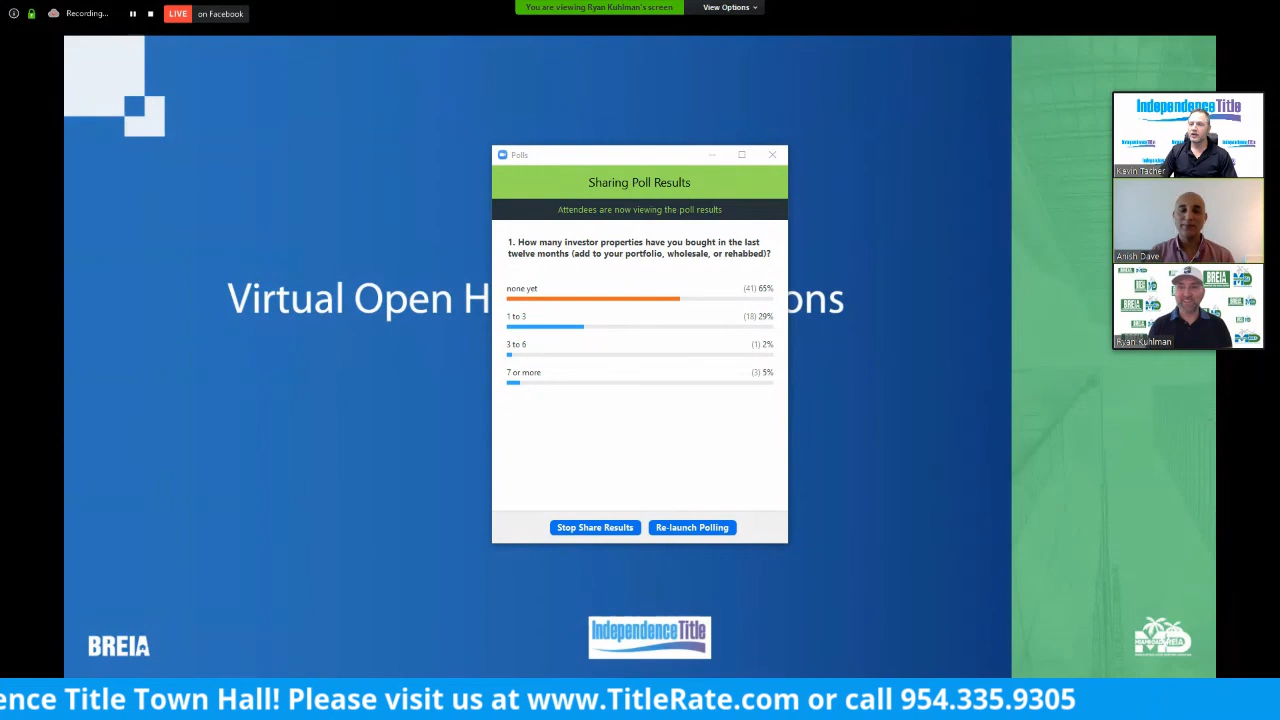 Recording...
LIVE on Facebook
You are viewing Ryan Kuhlman's screen
View Options
Polls
Sharing Poll Results
Attendees are now viewing the poll results
1. How many investor properties have you bought in the last
twelve months (add to your portfolio, wholesale, or rehabbed)?
none yet (41) 65%
1 to 3 (18) 29%
3 to 6 (1) 2%
7 or more (3) 5%
Stop Share Results Re-launch Polling
Virtual Open H
ons
IndependenceTitle
Kevin Tacher
Anish Dave
BREIA
Ryan Kuhlman
BREIA
IndependenceTitle
MD
ence Title Town Hall! Please visit us at www.TitleRate.com or call 954.335.9305